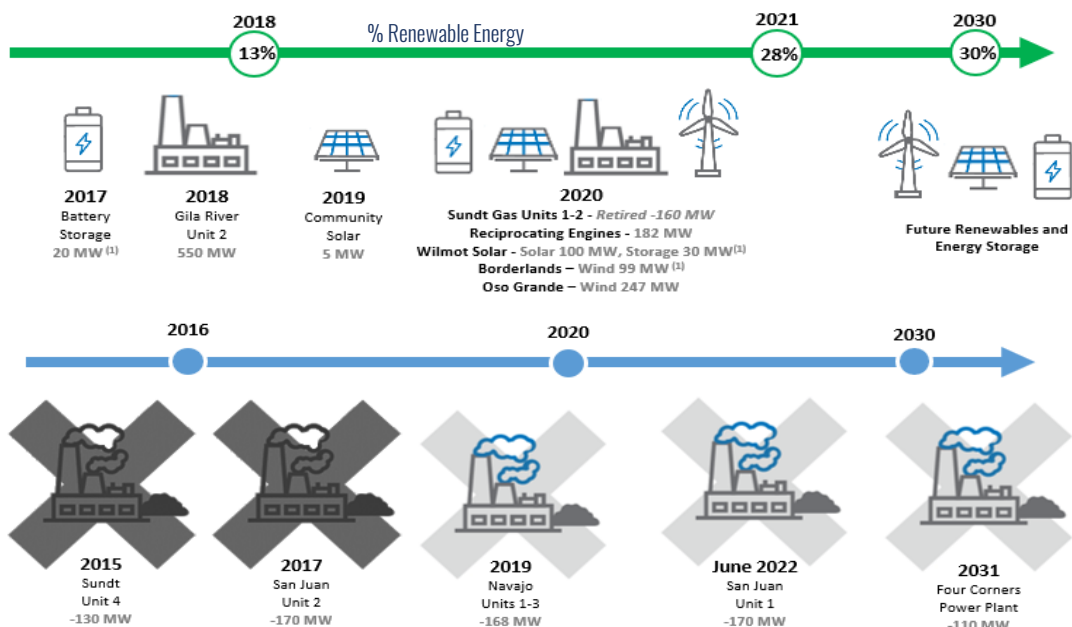 % Renewable Energy
2018
2021
2030
13%
28%
30%
2017
Battery
Storage
20 MW (1)
2018
Gila River
Unit 2
550 MW
2019
Community
Solar
5 MW
2020
Sundt Gas Units 1-2 - Retired -160 MW
Reciprocating Engines - 182 MW
Wilmot Solar - Solar 100 MW, Storage 30 MW(1)
Borderlands – Wind 99 MW (1)
Oso Grande – Wind 247 MW
Future Renewables and
Energy Storage
2016
2020
2030
2015
Sundt
Unit 4
-130 MW
2017
San Juan
Unit 2
-170 MW
2019
Navajo
Units 1-3
-168 MW
June 2022
San Juan
Unit 1
-170 MW
2031
Four Corners
Power Plant
-110 MW